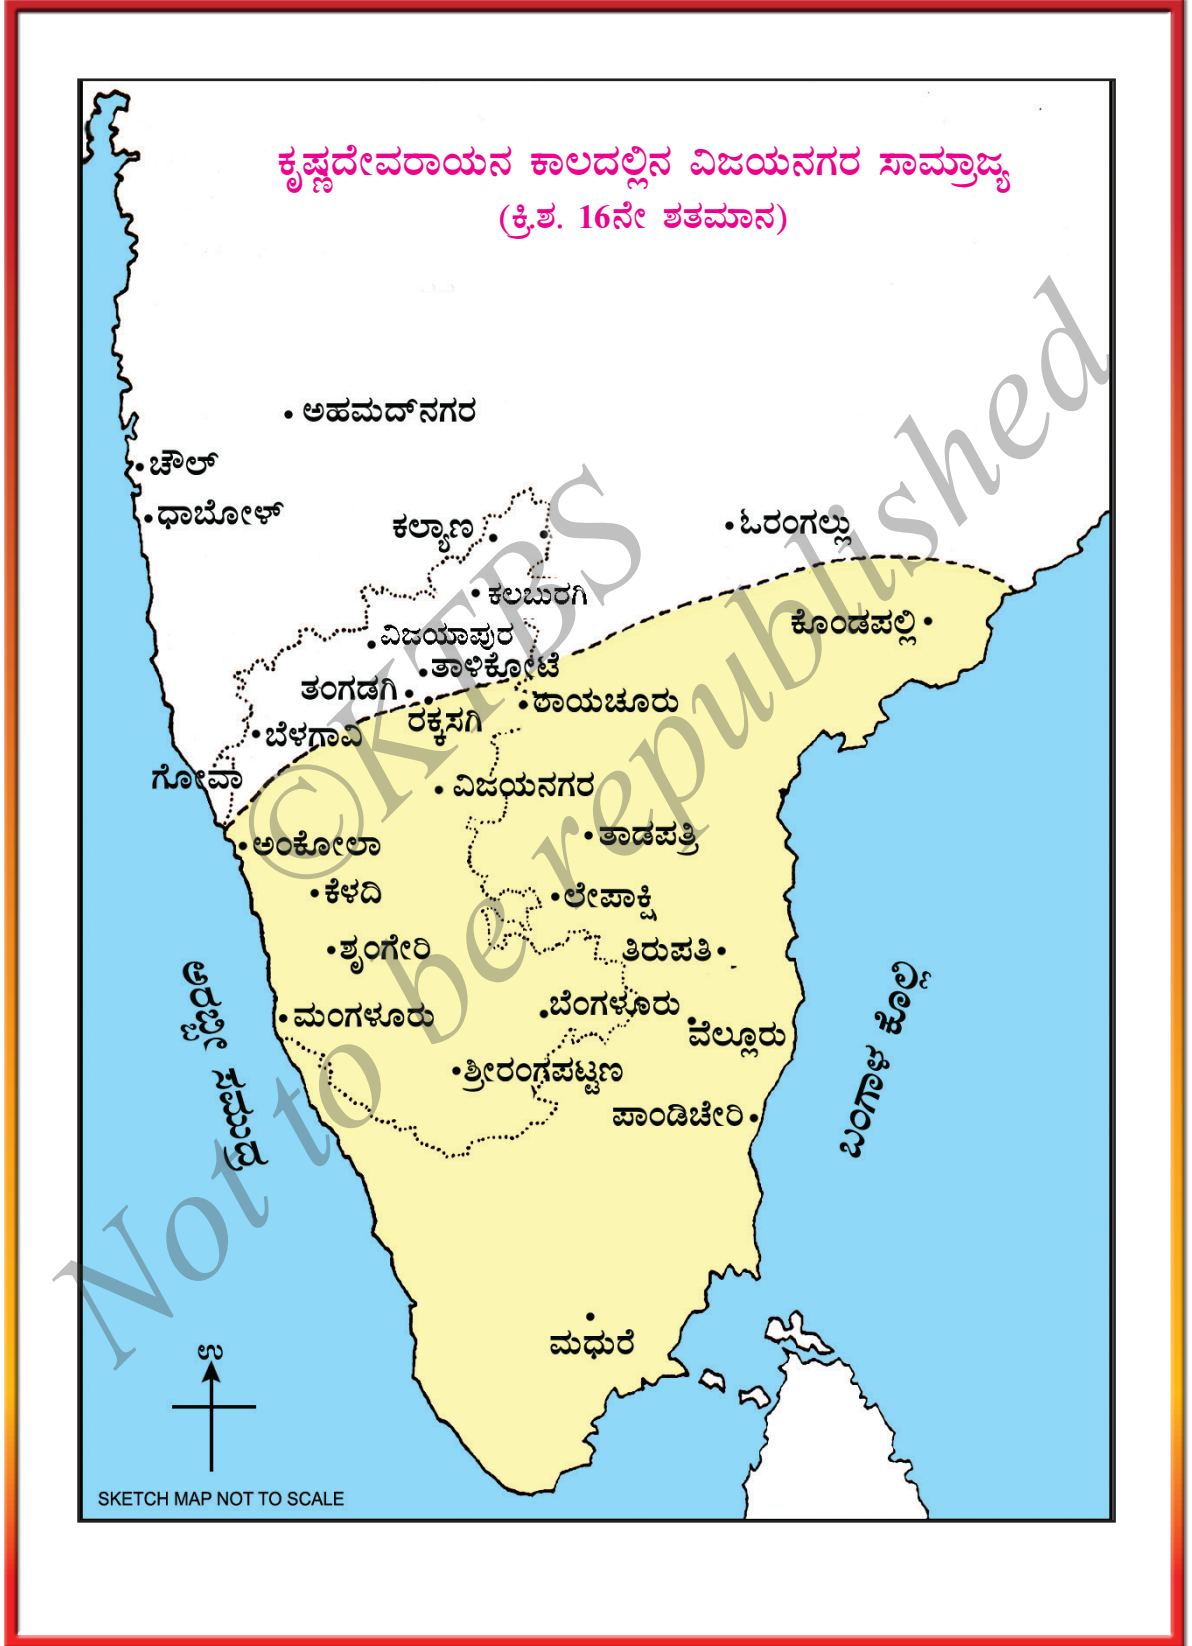 ಕೃಷ್ಣದೇವರಾಯನ ಕಾಲದಲ್ಲಿನ ವಿಜಯನಗರ ಸಾಮ್ರಾಜ್ಯ
(ಕ್ರಿ.ಶ. 16ನೇ ಶತಮಾನ)
ಅಹಮದ್‌ನಗರ
ಚೌಲ್
ಧಾಬೋಳ್
ಕಲ್ಯಾಣ
ಓರಂಗಲ್ಲು
ಕಲಬುರಗಿ
ಕೊಂಡಪಲ್ಲಿ
ವಿಜಯಾಪುರ
ತಾಳಿಕೋಟೆ
ತಂಗಡಗಿ
ರಾಯಚೂರು
ರಕ್ಕಸಗಿ
ಬೆಳಗಾವಿ
ಗೋವಾ
ವಿಜಯನಗರ
ಅಂಕೋಲಾ
ತಾಡಪತ್ರಿ
ಕೆಳದಿ
ಲೇಪಾಕ್ಷಿ
ಶೃಂಗೇರಿ
ತಿರುಪತಿ
ಮಂಗಳೂರು
ಬೆಂಗಳೂರು
ವೆಲ್ಲೂರು
ಶ್ರೀರಂಗಪಟ್ಟಣ
ಪಾಂಡಿಚೇರಿ
ಅರಬ್ಬೀ ಸಮುದ್ರ
ಬಂಗಾಳ ಕೊಲ್ಲಿ
ಮಧುರೆ
ಉ
SKETCH MAP NOT TO SCALE
©KTBS
Not to be republished